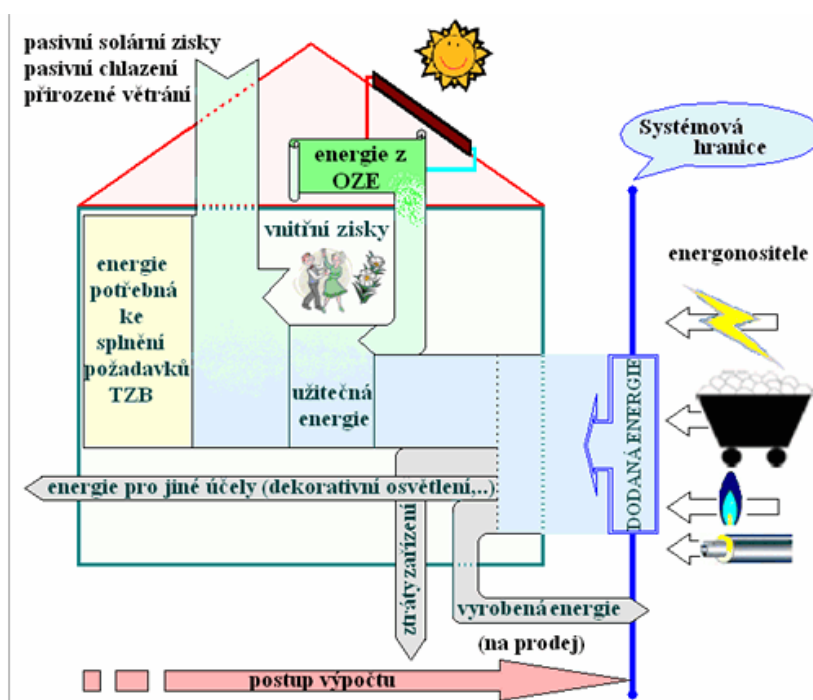 pasivní solární zisky
pasivní chlazení
přirozené větrání
Systémová
hranice
energie z
OZE
vnitřní zisky
energonositele
energie
potřebná
ke
splnění
požadavků
TZB
užitečná
energie
DODANÁ ENERGIE
energie pro jiné účely (dekorativní osvětlení,..)
ztráty zařízení
vyrobená energie
(na prodej)
postup výpočtu